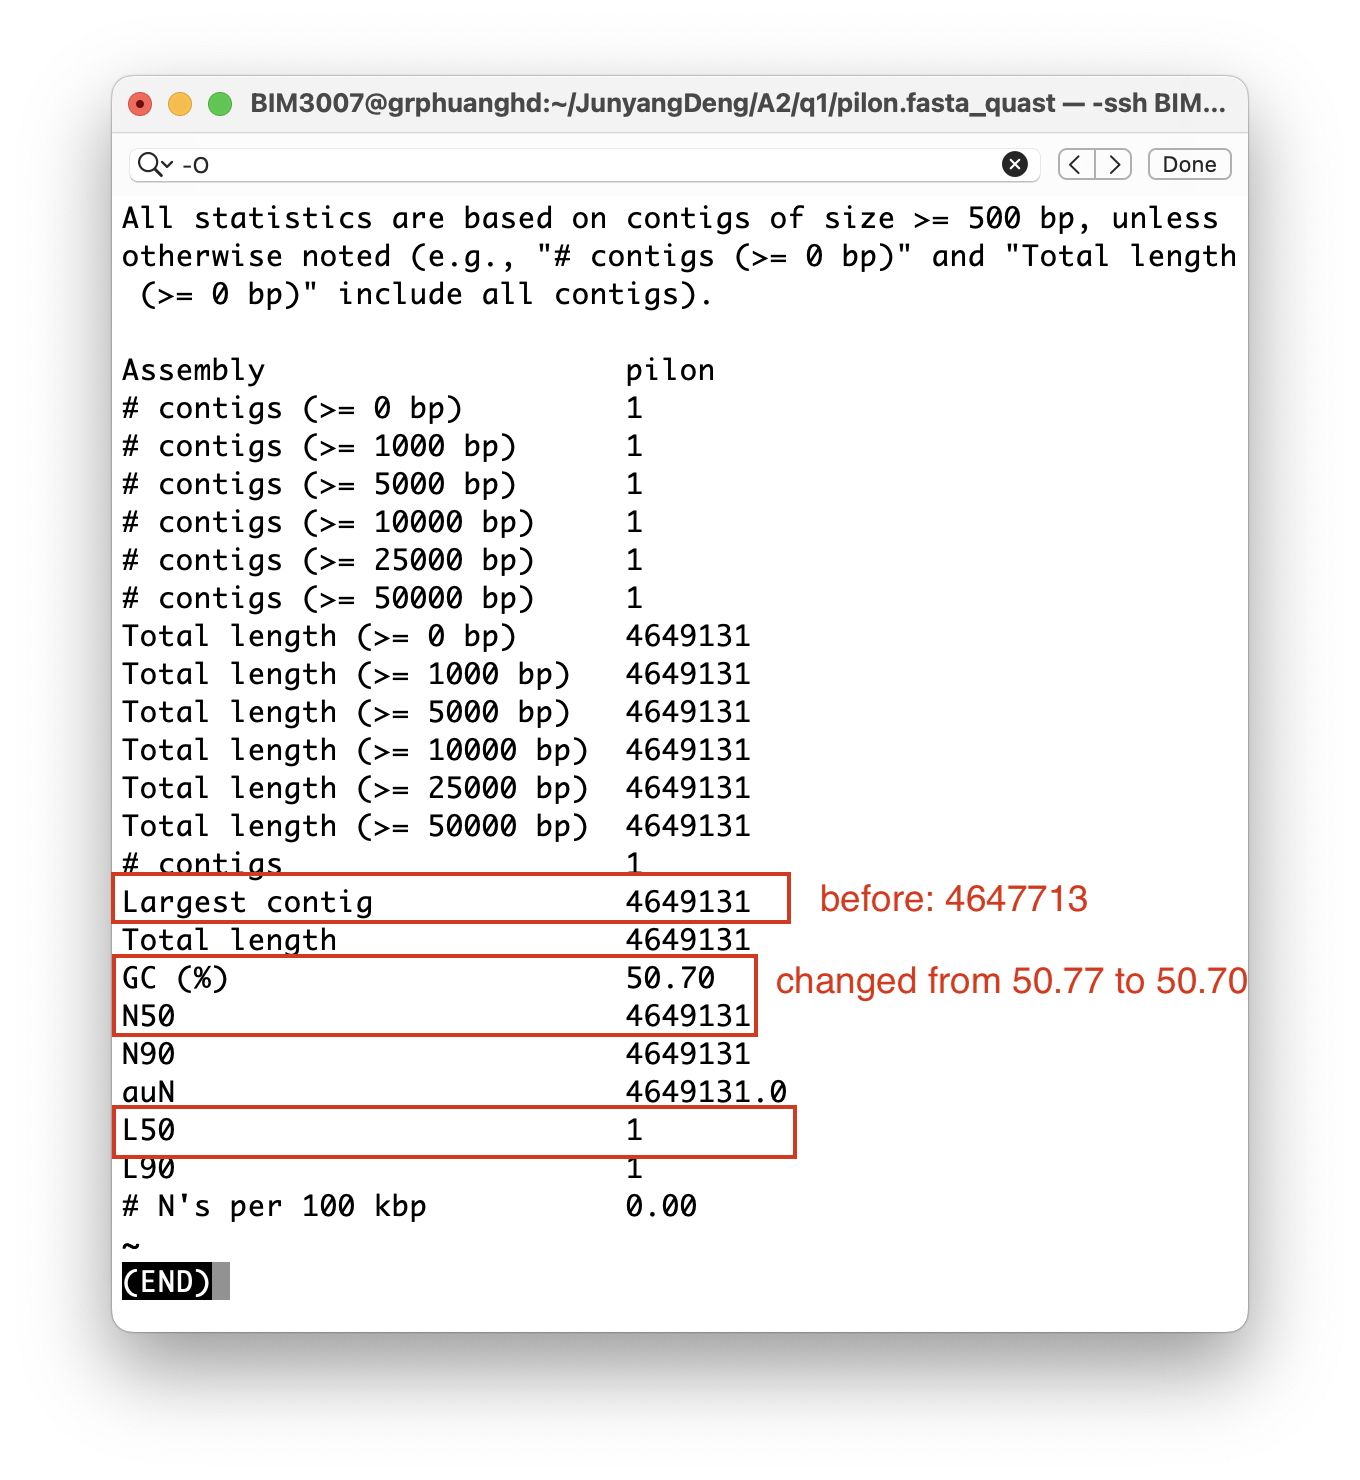 BIM3007@grphuanghd:~/JunyangDeng/A2/q1/pilon.fasta_quast — -ssh BIM...
-O
Done
All statistics are based on contigs of size >= 500 bp, unless
otherwise noted (e.g., "# contigs (>= 0 bp)" and "Total length
(>= 0 bp)" include all contigs).
Assembly pilon
# contigs (>= 0 bp) 1
# contigs (>= 1000 bp) 1
# contigs (>= 5000 bp) 1
# contigs (>= 10000 bp) 1
# contigs (>= 25000 bp) 1
# contigs (>= 50000 bp) 1
Total length (>= 0 bp) 4649131
Total length (>= 1000 bp) 4649131
Total length (>= 5000 bp) 4649131
Total length (>= 10000 bp) 4649131
Total length (>= 25000 bp) 4649131
Total length (>= 50000 bp) 4649131
# contigs 1
Largest contig 4649131 before: 4647713
Total length 4649131
GC (%) 50.70 changed from 50.77 to 50.70
N50 4649131
N90 4649131
auN 4649131.0
L50 1
L90 1
# N's per 100 kbp 0.00
~
(END)